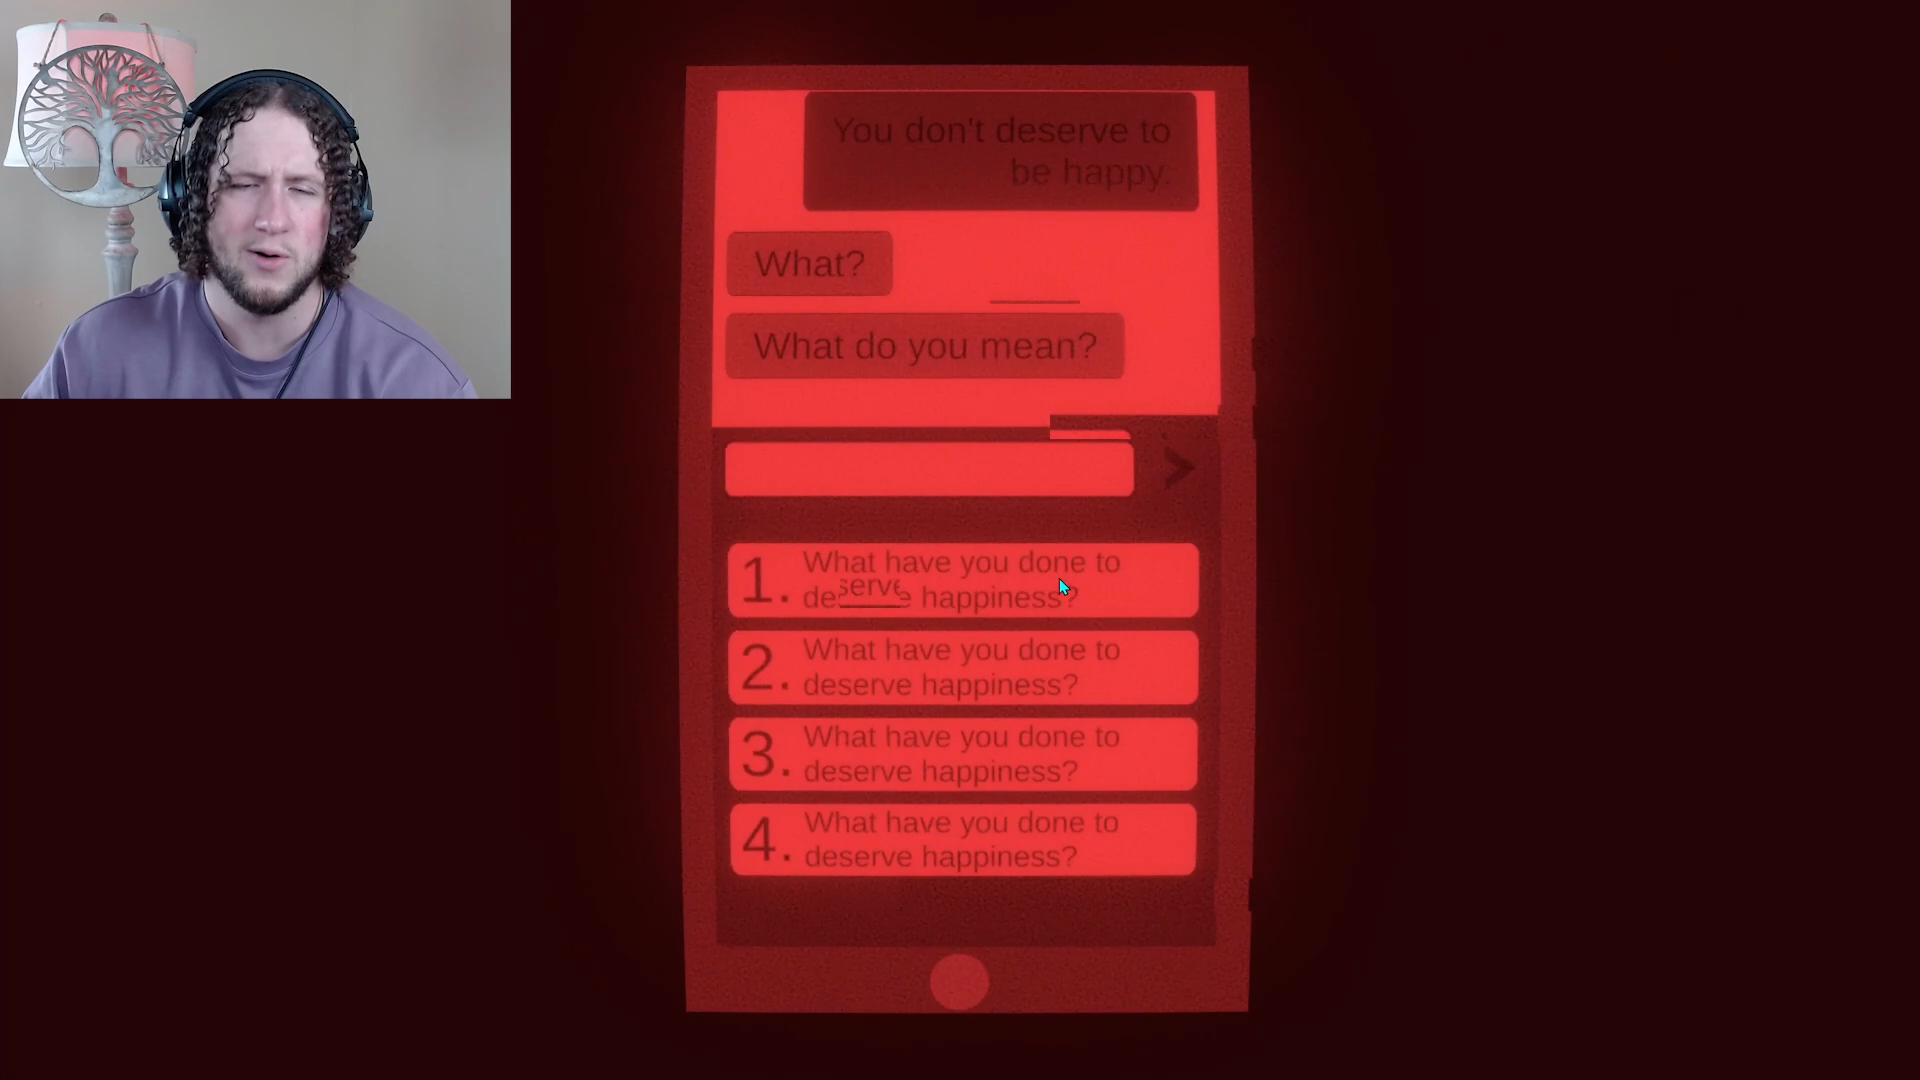 You don't deserve to
be happy.
What?
What do you mean?
>
1. What have you done to
deserve happiness?
2. What have you done to
deserve happiness?
3. What have you done to
deserve happiness?
4. What have you done to
deserve happiness?